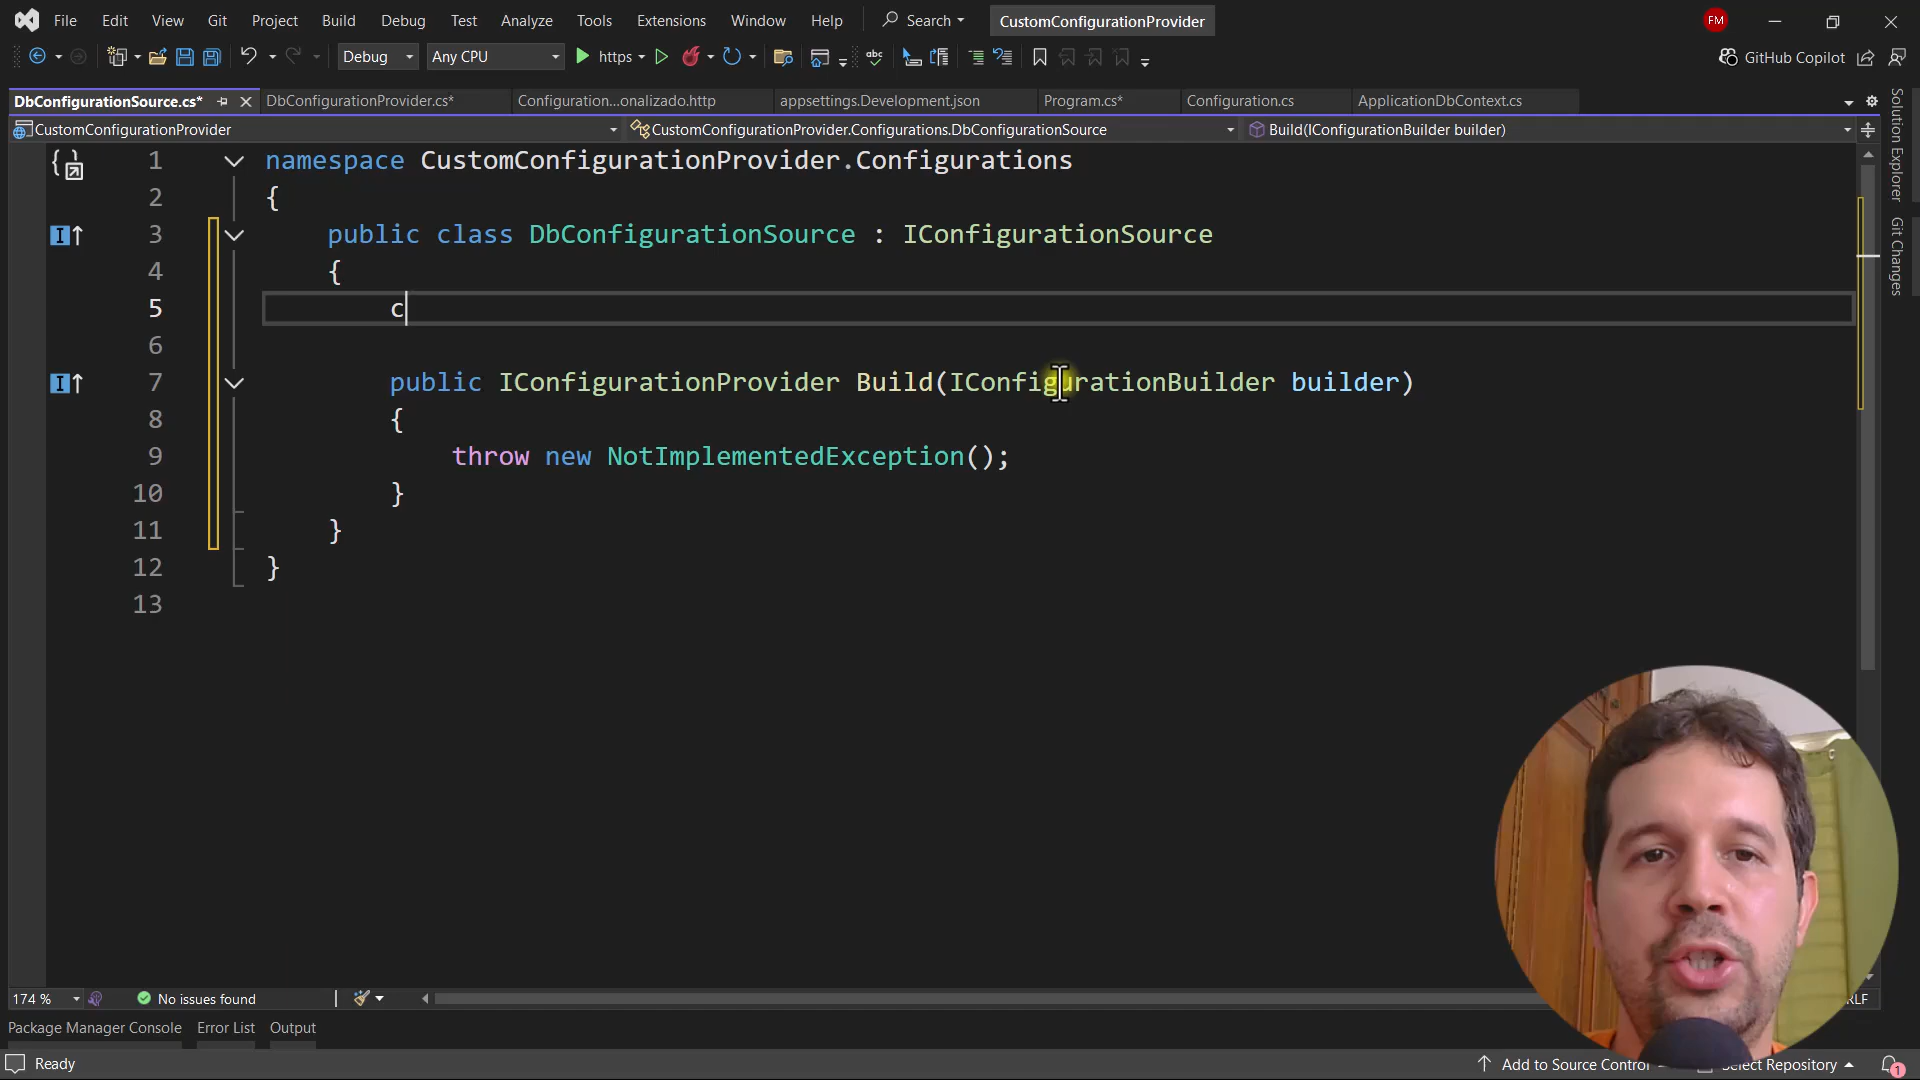 File Edit View Git Project Build Debug Test Analyze Tools Extensions Window Help Search CustomConfigurationProvider FM
Debug Any CPU https GitHub Copilot
DbConfigurationSource.cs* DbConfigurationProvider.cs* Configuration...onalizado.http appsettings.Development.json Program.cs* Configuration.cs ApplicationDbContext.cs
CustomConfigurationProvider CustomConfigurationProvider.Configurations.DbConfigurationSource Build(IConfigurationBuilder builder)
1 namespace CustomConfigurationProvider.Configurations
2 {
3 public class DbConfigurationSource : IConfigurationSource
4 {
5 c
6
7 public IConfigurationProvider Build(IConfigurationBuilder builder)
8 {
9 throw new NotImplementedException();
10 }
11 }
12 }
13
Solution Explorer
Git Changes
174 % No issues found
Package Manager Console Error List Output
Ready Add to Source Control Select Repository 1